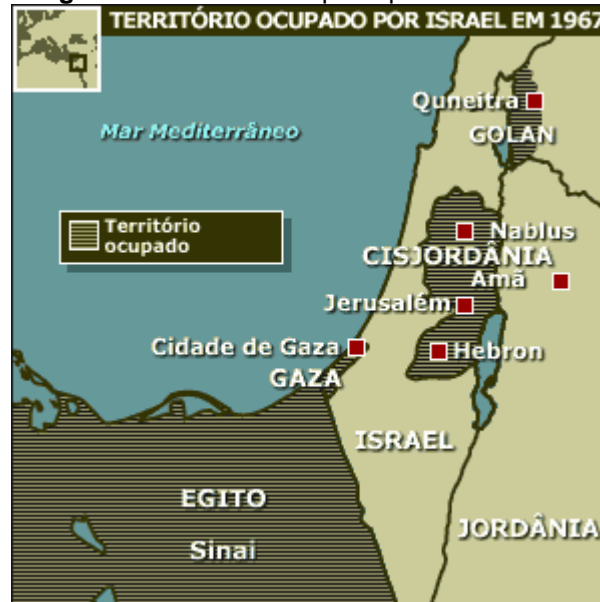 TERRITÓRIO OCUPADO POR ISRAEL EM 1967
Quneitra
Mar Mediterrâneo
GOLAN
Território
ocupado
Nablus
CISJORDÂNIA
Amã
Jerusalém
Cidade de Gaza
Hebron
GAZA
ISRAEL
EGITO
JORDÂNIA
Sinai